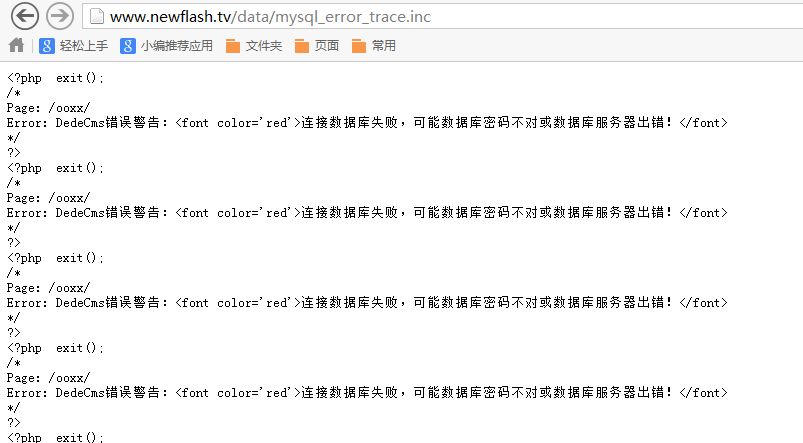 www.newflash.tv/data/mysql_error_trace.inc
轻松上手 小编推荐应用 文件夹 页面 常用
<?php  exit();
/*
Page: /ooxx/
Error: DedeCms错误警告：<font color='red'>连接数据库失败，可能数据库密码不对或数据库服务器出错！</font>
*/
?>
<?php  exit();
/*
Page: /ooxx/
Error: DedeCms错误警告：<font color='red'>连接数据库失败，可能数据库密码不对或数据库服务器出错！</font>
*/
?>
<?php  exit();
/*
Page: /ooxx/
Error: DedeCms错误警告：<font color='red'>连接数据库失败，可能数据库密码不对或数据库服务器出错！</font>
*/
?>
<?php  exit();
/*
Page: /ooxx/
Error: DedeCms错误警告：<font color='red'>连接数据库失败，可能数据库密码不对或数据库服务器出错！</font>
*/
?>
<?php  exit();